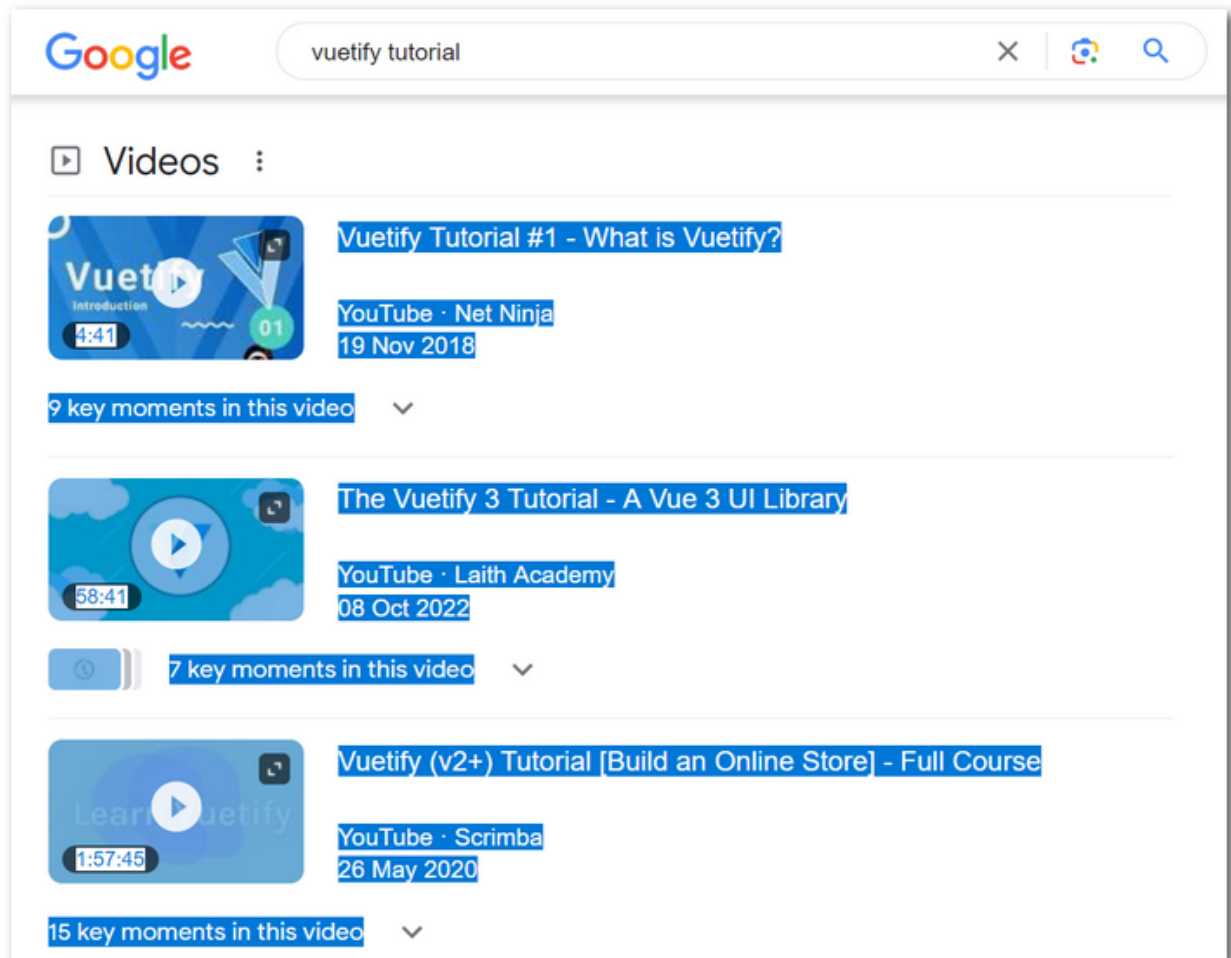 Google
vuetify tutorial
Videos
Vuetify
Introduction
01
4:41
Vuetify Tutorial #1 - What is Vuetify?
YouTube · Net Ninja
19 Nov 2018
9 key moments in this video
58:41
The Vuetify 3 Tutorial - A Vue 3 UI Library
YouTube · Laith Academy
08 Oct 2022
7 key moments in this video
Learn Vuetify
1:57:45
Vuetify (v2+) Tutorial [Build an Online Store] - Full Course
YouTube · Scrimba
26 May 2020
15 key moments in this video